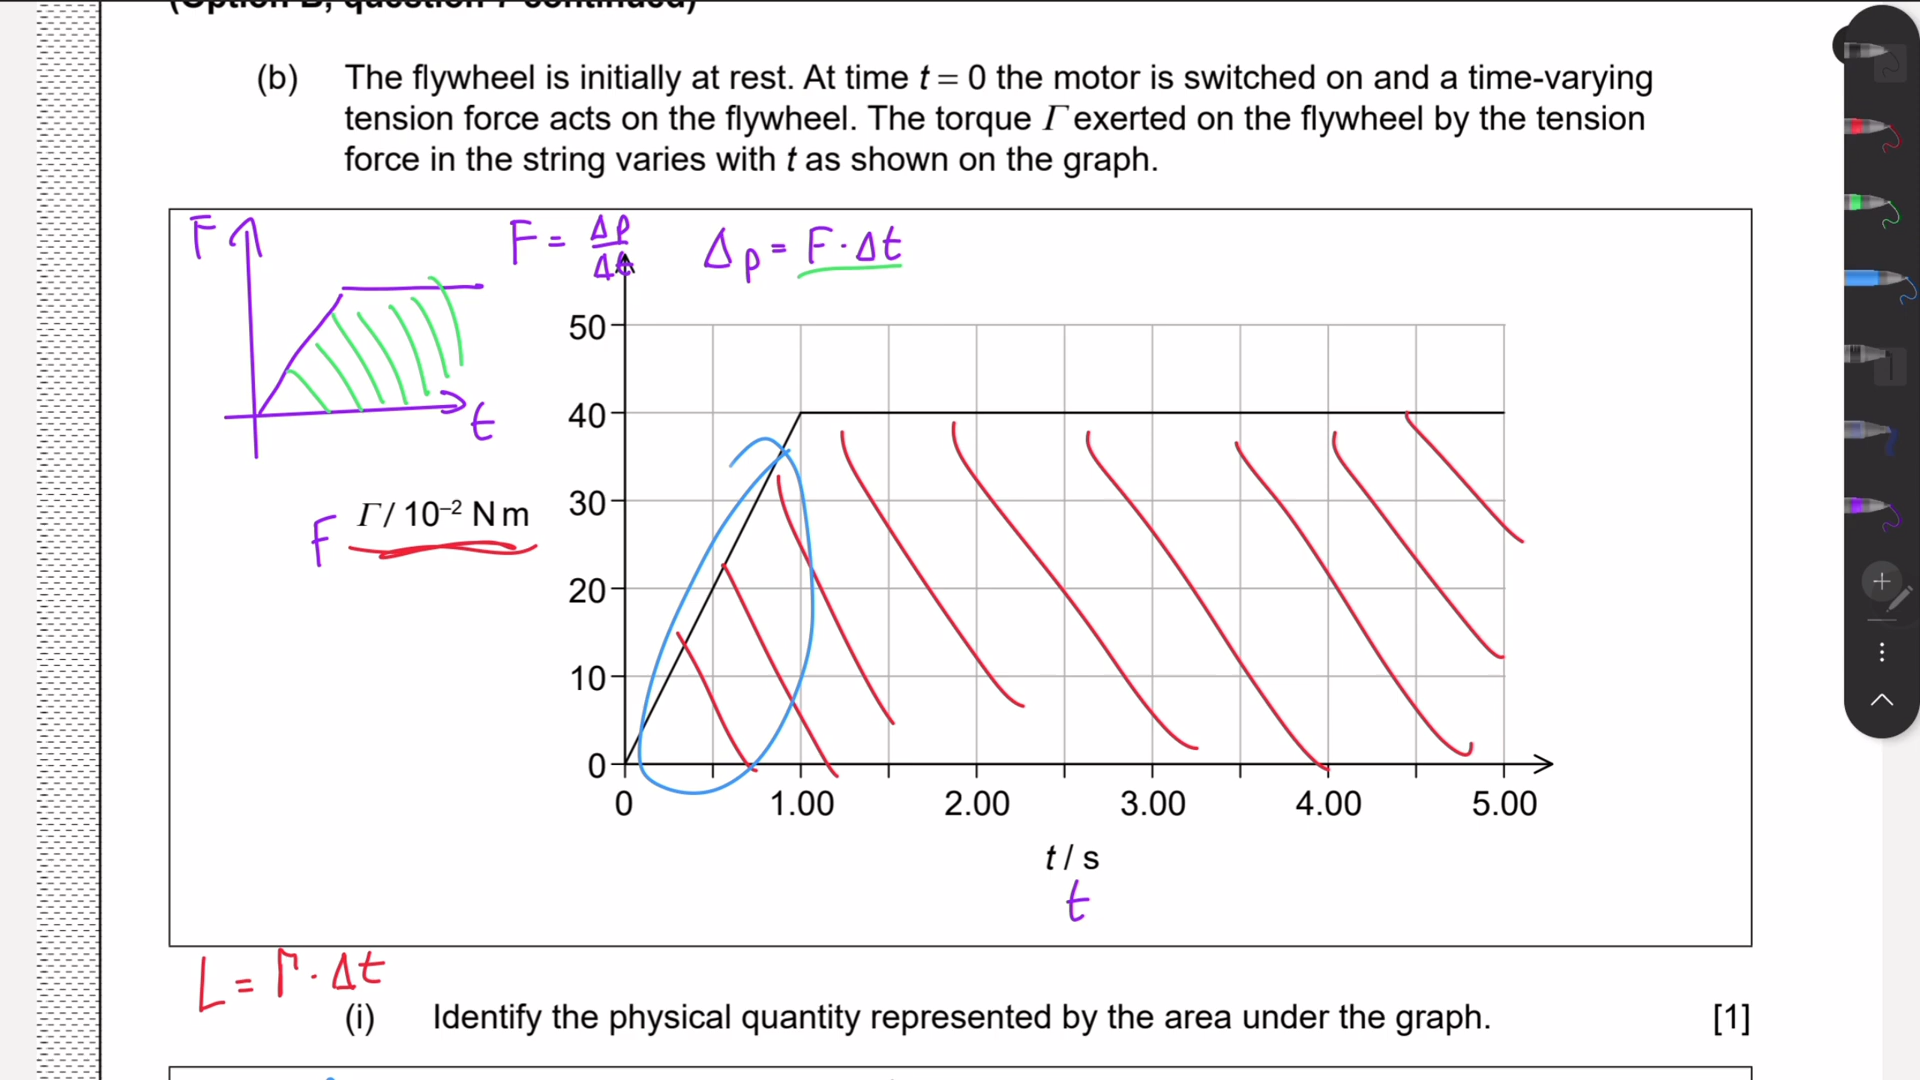 (Option B, question 7 continued)
(b) The flywheel is initially at rest. At time t = 0 the motor is switched on and a time-varying
tension force acts on the flywheel. The torque Γ exerted on the flywheel by the tension
force in the string varies with t as shown on the graph.
F
F = Δp/Δt
Δp = F · Δt
t
50
40
30
20
10
0
Γ / 10⁻² N m
F
0 1.00 2.00 3.00 4.00 5.00
t / s
t
L = Γ · Δt
(i) Identify the physical quantity represented by the area under the graph. [1]